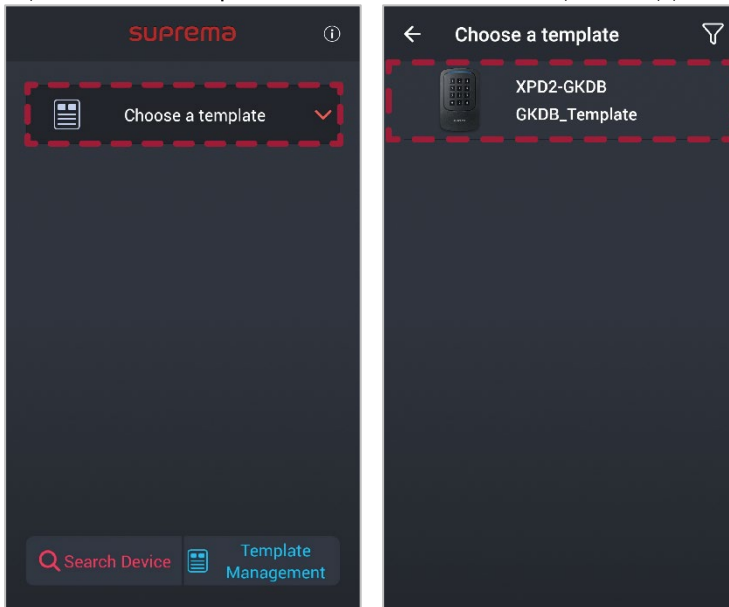 suprema
Choose a template
Search Device
Template
Management
Choose a template
XPD2-GKDB
GKDB_Template